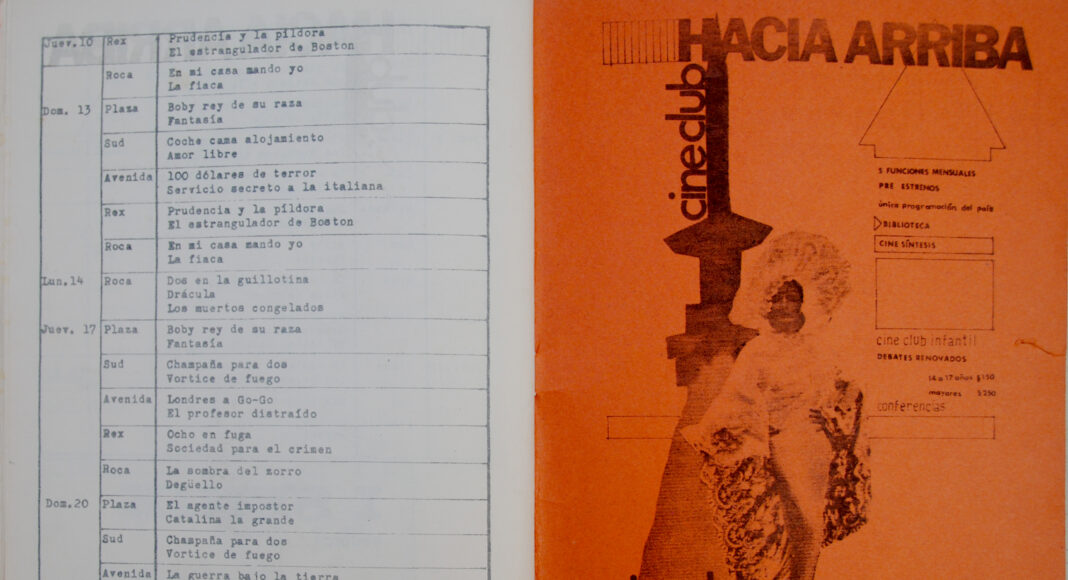 Juev.10 Rex Prudencia y la píldora
El estrangulador de Boston
Roca En mi casa mando yo
La fiaca
Dom. 13 Plaza Boby rey de su raza
Fantasía
Sud Coche cama alojamiento
Amor libre
Avenida 100 dólares de terror
Servicio secreto a la italiana
Rex Prudencia y la píldora
El estrangulador de Boston
Roca En mi casa mando yo
La fiaca
Lun.14 Roca Dos en la guillotina
Drácula
Los muertos congelados
Juev. 17 Plaza Boby rey de su raza
Fantasía
Sud Champaña para dos
Vortice de fuego
Avenida Londres a Go-Go
El profesor distraído
Rex Ocho en fuga
Sociedad para el crimen
Roca La sombra del zorro
Degüello
Dom.20 Plaza El agente impostor
Catalina la grande
Sud Champaña para dos
Vortice de fuego
Avenida La guerra bajo la tierra
HACIA ARRIBA
cineclub
5 FUNCIONES MENSUALES
PRE ESTRENOS
única programación del país
BIBLIOTECA
CINE SÍNTESIS
cine club infantil
DEBATES RENOVADOS
14 a 17 años $150
mayores $250
conferencias